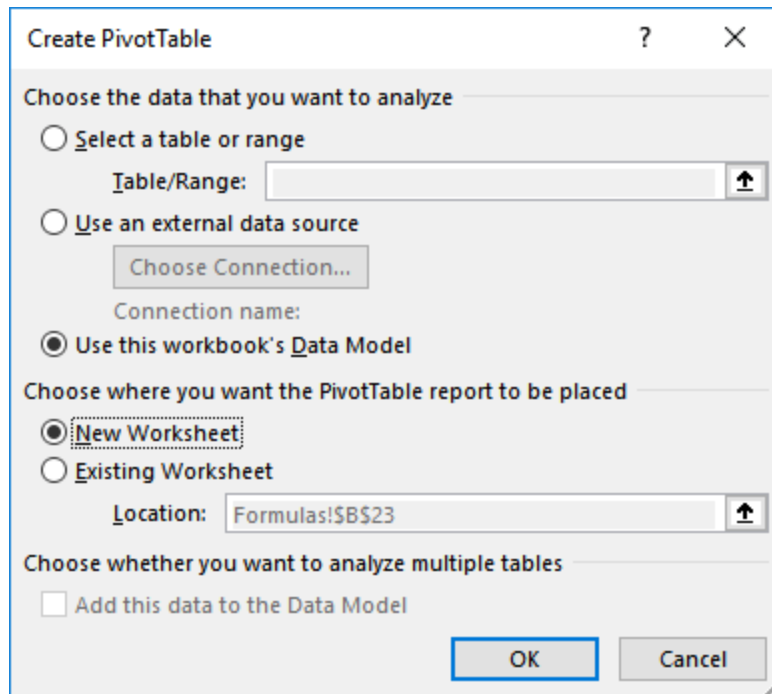 Create PivotTable ?
Choose the data that you want to analyze
Select a table or range
Table/Range:
Use an external data source
Choose Connection...
Connection name:
Use this workbook's Data Model
Choose where you want the PivotTable report to be placed
New Worksheet
Existing Worksheet
Location: Formulas!$B$23
Choose whether you want to analyze multiple tables
Add this data to the Data Model
OK Cancel